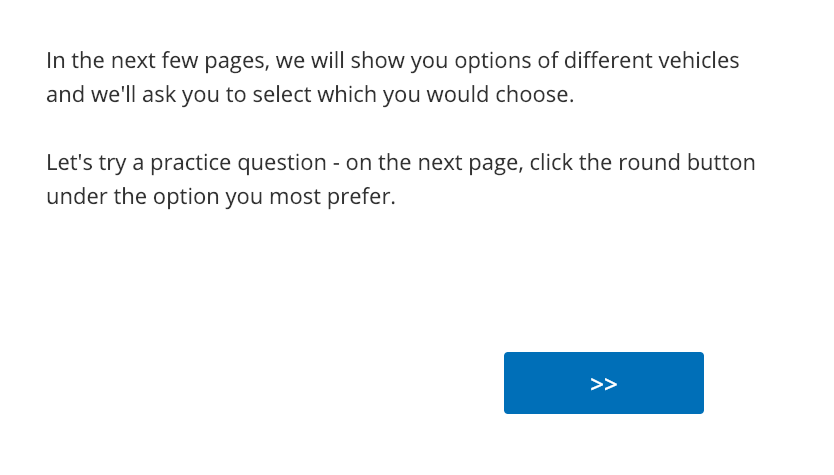 In the next few pages, we will show you options of different vehicles
and we'll ask you to select which you would choose.
Let's try a practice question - on the next page, click the round button
under the option you most prefer.
>>